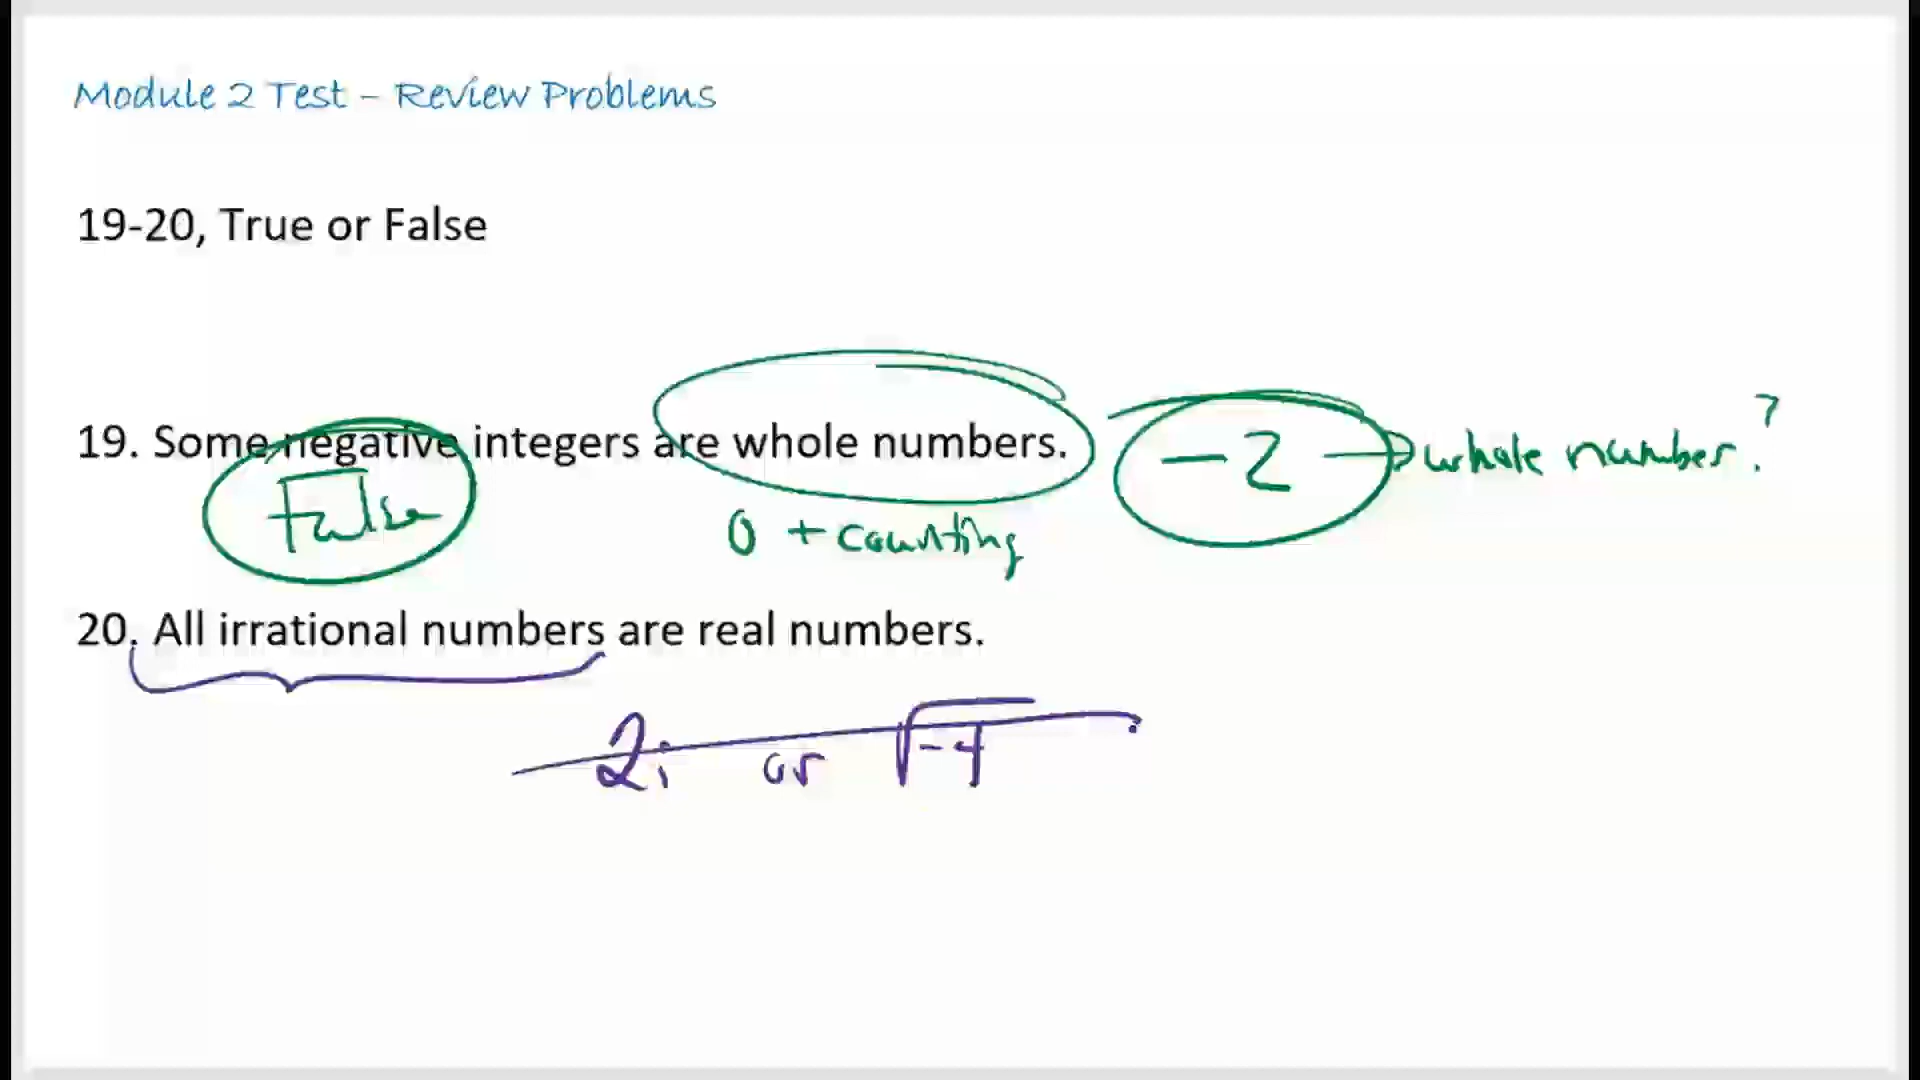 Module 2 Test – Review Problems
19-20, True or False
19. Some negative integers are whole numbers. -2 → whole number?
False
0 + counting
20. All irrational numbers are real numbers.
2i or √-4